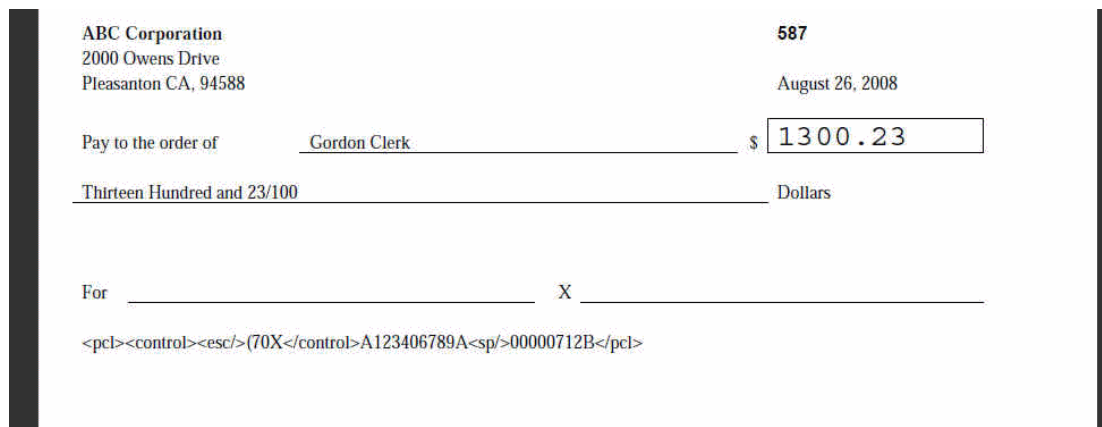 ABC Corporation 587
2000 Owens Drive
Pleasanton CA, 94588 August 26, 2008
Pay to the order of Gordon Clerk $ 1300.23
Thirteen Hundred and 23/100 Dollars
For X
<pcl><control><esc/>(70X</control>A123406789A<sp/>00000712B</pcl>